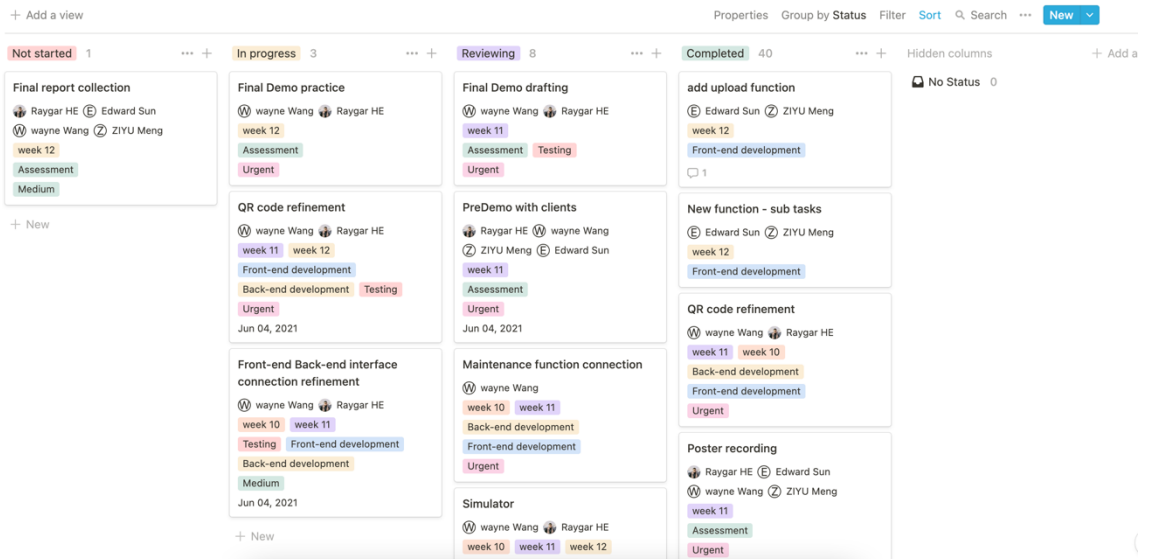 + Add a view
Properties Group by Status Filter Sort Search ··· New
Not started 1 ··· +
Final report collection
Raygar HE E Edward Sun
W wayne Wang Z ZIYU Meng
week 12
Assessment
Medium
+ New
In progress 3 ··· +
Final Demo practice
W wayne Wang Raygar HE
week 12
Assessment
Urgent
QR code refinement
W wayne Wang Raygar HE
week 11 week 12
Front-end development
Back-end development Testing
Urgent
Jun 04, 2021
Front-end Back-end interface
connection refinement
W wayne Wang Raygar HE
week 10 week 11
Testing Front-end development
Back-end development
Medium
Jun 04, 2021
+ New
Reviewing 8 ··· +
Final Demo drafting
W wayne Wang Raygar HE
week 11
Assessment Testing
Urgent
PreDemo with clients
Raygar HE W wayne Wang
Z ZIYU Meng E Edward Sun
week 11
Assessment
Urgent
Jun 04, 2021
Maintenance function connection
W wayne Wang
week 10 week 11
Back-end development
Front-end development
Urgent
Simulator
W wayne Wang Raygar HE
week 10 week 11 week 12
Completed 40 ··· +
add upload function
E Edward Sun Z ZIYU Meng
week 12
Front-end development
1
New function - sub tasks
E Edward Sun Z ZIYU Meng
week 12
Front-end development
QR code refinement
W wayne Wang Raygar HE
week 11 week 10
Back-end development
Front-end development
Urgent
Poster recording
Raygar HE E Edward Sun
W wayne Wang Z ZIYU Meng
week 11
Assessment
Urgent
Hidden columns
No Status 0
+ Add a